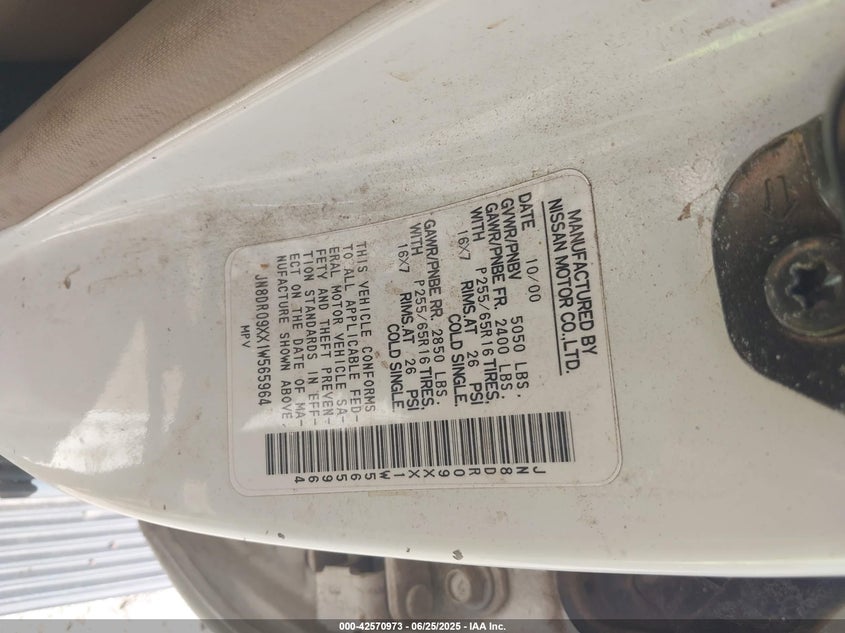 MANUFACTURED BY
NISSAN MOTOR CO.,LTD.
DATE 10/00
GVWR/PNBV 5050 LBS.
GAWR/PNBE FR. 2400 LBS.
WITH P255/65R16 TIRES,
16X7 RIMS.AT 26 PSI
COLD SINGLE.
GAWR/PNBE RR. 2850 LBS.
WITH P255/65R16 TIRES,
16X7 RIMS.AT 26 PSI
COLD SINGLE.
THIS VEHICLE CONFORMS
TO ALL APPLICABLE FED-
ERAL MOTOR VEHICLE SA-
FETY AND THEFT PREVEN-
TION STANDARDS IN EFF-
ECT ON THE DATE OF MA-
NUFACTURE SHOWN ABOVE.
JN8DR09XX1W565964
MPV
JN8DR09XX1W565964
000-42570973 - 06/25/2025 - IAA Inc.